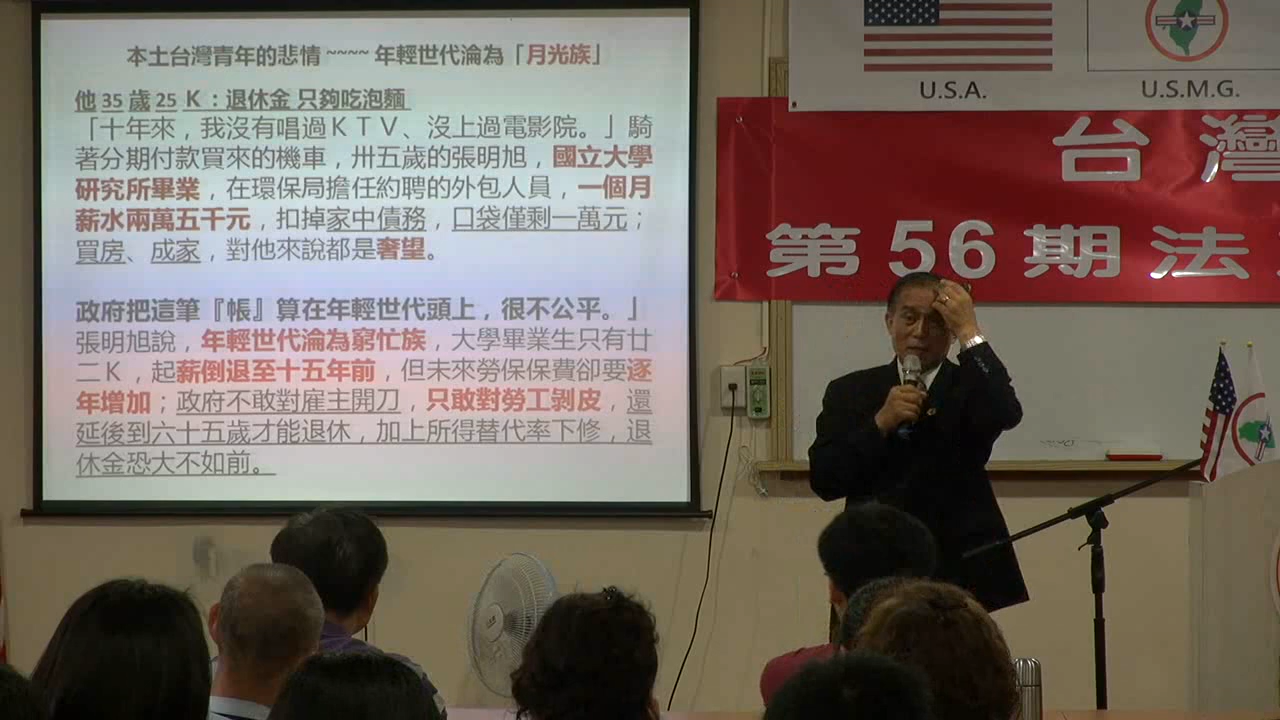 本土台灣青年的悲情 ~~~~ 年輕世代淪為「月光族」
他 35 歲 25 K：退休金 只夠吃泡麵
「十年來，我沒有唱過ＫＴＶ、沒上過電影院。」騎
著分期付款買來的機車，卅五歲的張明旭，國立大學
研究所畢業，在環保局擔任約聘的外包人員，一個月
薪水兩萬五千元，扣掉家中債務，口袋僅剩一萬元；
買房、成家，對他來說都是奢望。
政府把這筆『帳』算在年輕世代頭上，很不公平。」
張明旭說，年輕世代淪為窮忙族，大學畢業生只有廿
二Ｋ，起薪倒退至十五年前，但未來勞保保費卻要逐
年增加；政府不敢對雇主開刀，只敢對勞工剝皮，還
延後到六十五歲才能退休，加上所得替代率下修，退
休金恐大不如前。
U.S.A.
U.S.M.G.
台灣
第56期法